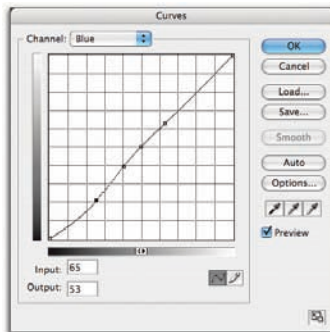 Curves
Channel: Blue
OK
Cancel
Load...
Save...
Smooth
Auto
Options...
Preview
Input: 65
Output: 53